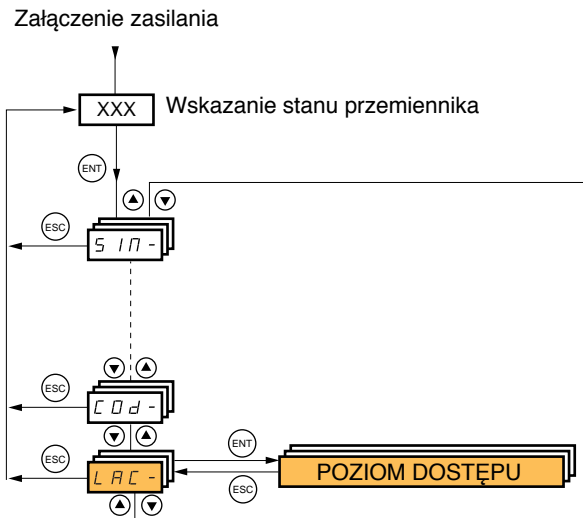 Załączenie zasilania
XXX
Wskazanie stanu przemiennika
ENT
ESC
SIM-
ESC
COd-
ESC
LAC-
ENT
ESC
POZIOM DOSTĘPU